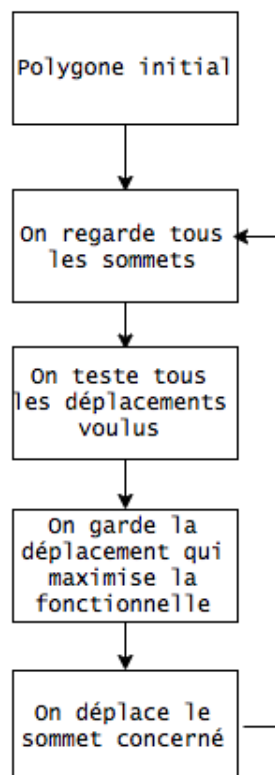 Polygone initial
On regarde tous
les sommets
On teste tous
les déplacements
voulus
On garde la
déplacement qui
maximise la
fonctionnelle
On déplace le
sommet concerné